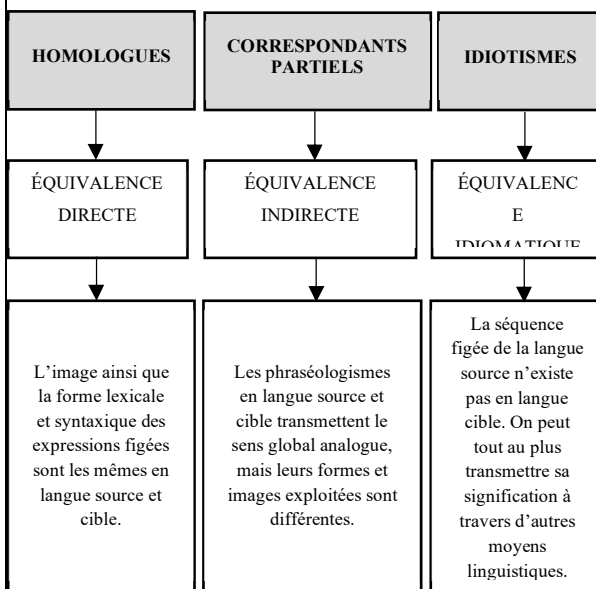 HOMOLOGUES
CORRESPONDANTS
PARTIELS
IDIOTISMES
ÉQUIVALENCE
DIRECTE
ÉQUIVALENCE
INDIRECTE
ÉQUIVALENC
E
IDIOMATIQUE
L’image ainsi que
la forme lexicale
et syntaxique des
expressions figées
sont les mêmes en
langue source et
cible.
Les phraséologismes
en langue source et
cible transmettent le
sens global analogue,
mais leurs formes et
images exploitées sont
différentes.
La séquence
figée de la langue
source n’existe
pas en langue
cible. On peut
tout au plus
transmettre sa
signification à
travers d’autres
moyens
linguistiques.